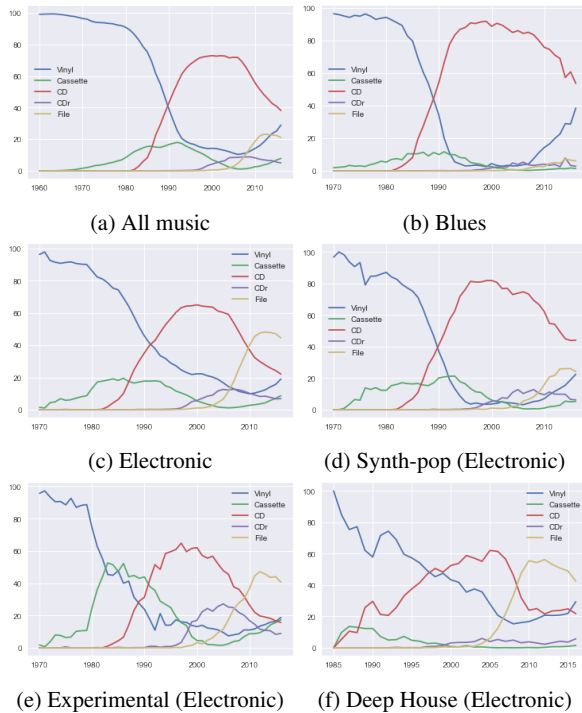 100
80
60
40
20
0
Vinyl
Cassette
CD
CDr
File
1960 1970 1980 1990 2000 2010
(a) All music
100
80
60
40
20
0
Vinyl
Cassette
CD
CDr
File
1970 1980 1990 2000 2010
(b) Blues
100
80
60
40
20
0
Vinyl
Cassette
CD
CDr
File
1970 1980 1990 2000 2010
(c) Electronic
100
80
60
40
20
0
Vinyl
Cassette
CD
CDr
File
1970 1980 1990 2000 2010
(d) Synth-pop (Electronic)
100
80
60
40
20
0
Vinyl
Cassette
CD
CDr
File
1970 1980 1990 2000 2010
(e) Experimental (Electronic)
100
80
60
40
20
0
Vinyl
Cassette
CD
CDr
File
1985 1990 1995 2000 2005 2010 2015
(f) Deep House (Electronic)